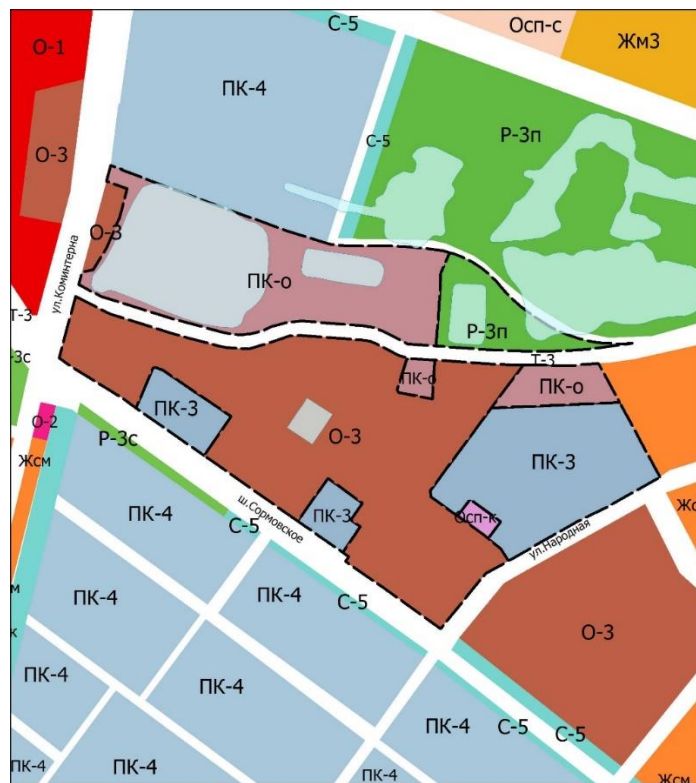 С-5
Осп-с
О-1
Жм3
ПК-4
Р-3п
С-5
О-3
О-3
ПК-о
ул.Коминтерна
Т-3
Р-3п
-3с
Т-3
ПК-о
ПК-о
ПК-3
О-2
О-3
Р-3с
Жсм
ПК-3
ПК-4
ш.Сормовское
ПК-3
Осп-к
С-5
ул.Народная
м
ПК-4
ПК-4
С-5
к
О-3
ПК-4
ПК-4
ПК-4
С-5
С-5
ПК-4
ПК-4
ПК-4
Жсм